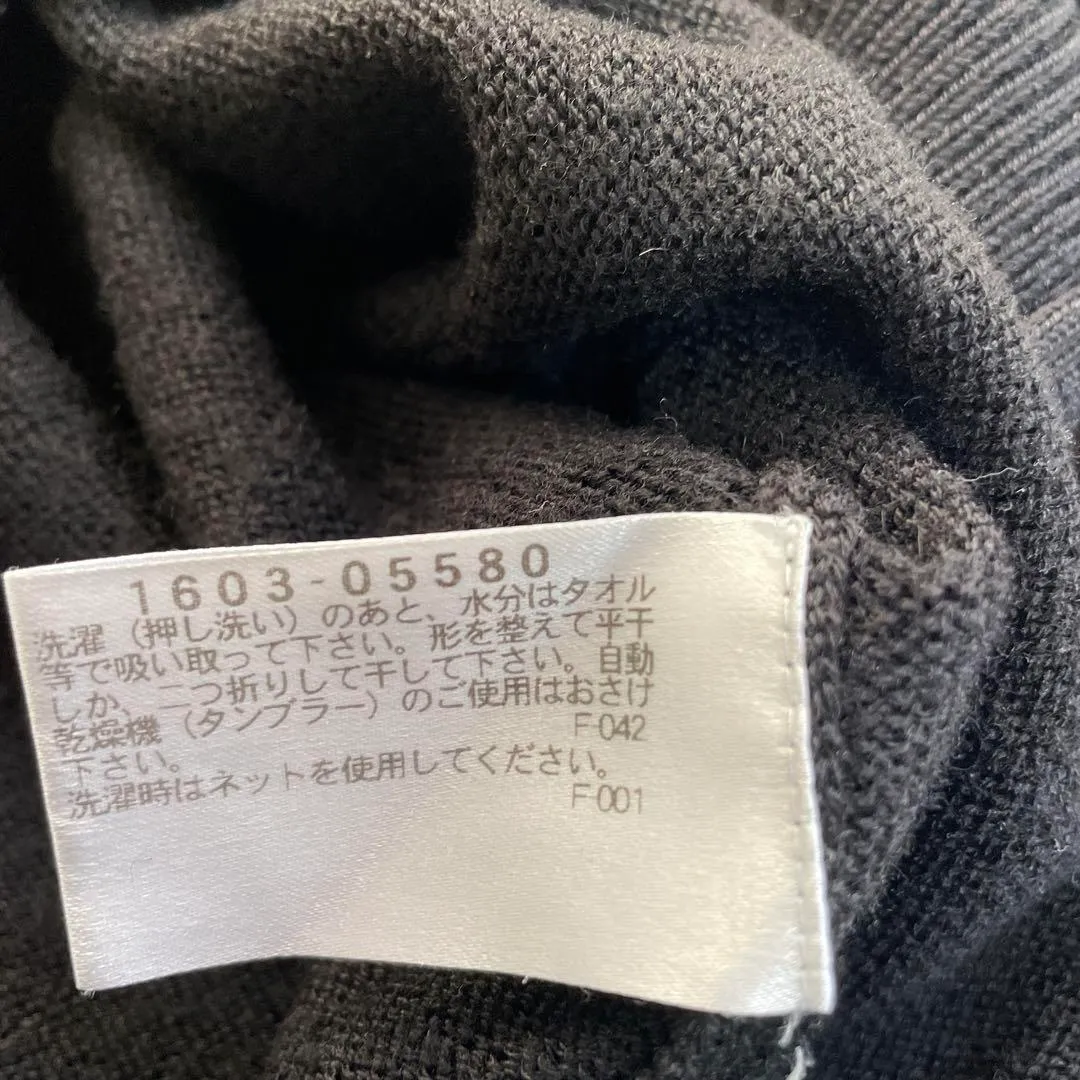 1603-05580
洗濯（押し洗い）のあと、水分はタオル
等で吸い取って下さい。形を整えて平干
しか、二つ折りして干して下さい。自動
乾燥機（タンブラー）のご使用はおさけ
下さい。 F042
洗濯時はネットを使用してください。
F001